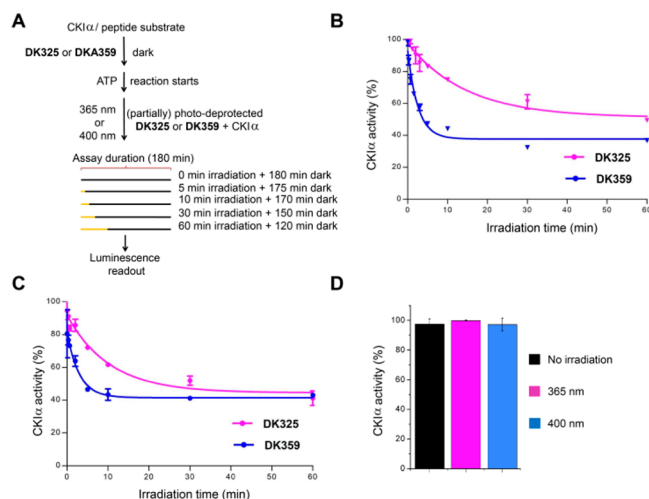 A
CKIα/ peptide substrate
DK325 or DKA359 dark
ATP reaction starts
365 nm
or
400 nm
(partially) photo-deprotected
DK325 or DK359 + CKIα
Assay duration (180 min)
0 min irradiation + 180 min dark
5 min irradiation + 175 min dark
10 min irradiation + 170 min dark
30 min irradiation + 150 min dark
60 min irradiation + 120 min dark
Luminescence
readout
B
CKIα activity (%)
100
80
60
40
20
0
DK325
DK359
0 10 20 30 40 50 60
Irradiation time (min)
C
CKIα activity (%)
100
80
60
40
20
0
DK325
DK359
0 10 20 30 40 50 60
Irradiation time (min)
D
CKIα activity (%)
100
80
60
40
20
0
No irradiation
365 nm
400 nm